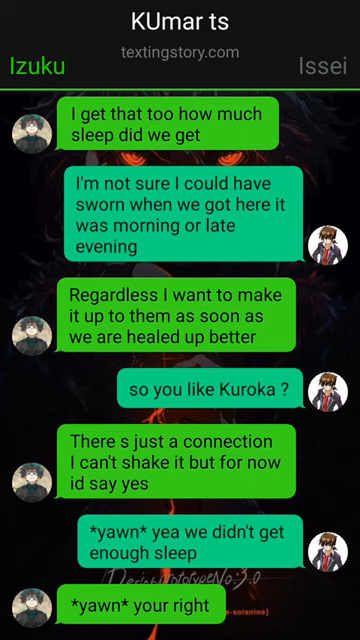 KUmar ts
textingstory.com
Izuku
Issei
I get that too how much
sleep did we get
I'm not sure I could have
sworn when we got here it
was morning or late
evening
Regardless I want to make
it up to them as soon as
we are healed up better
so you like Kuroka ?
There s just a connection
I can't shake it but for now
id say yes
*yawn* yea we didn't get
enough sleep
*yawn* your right